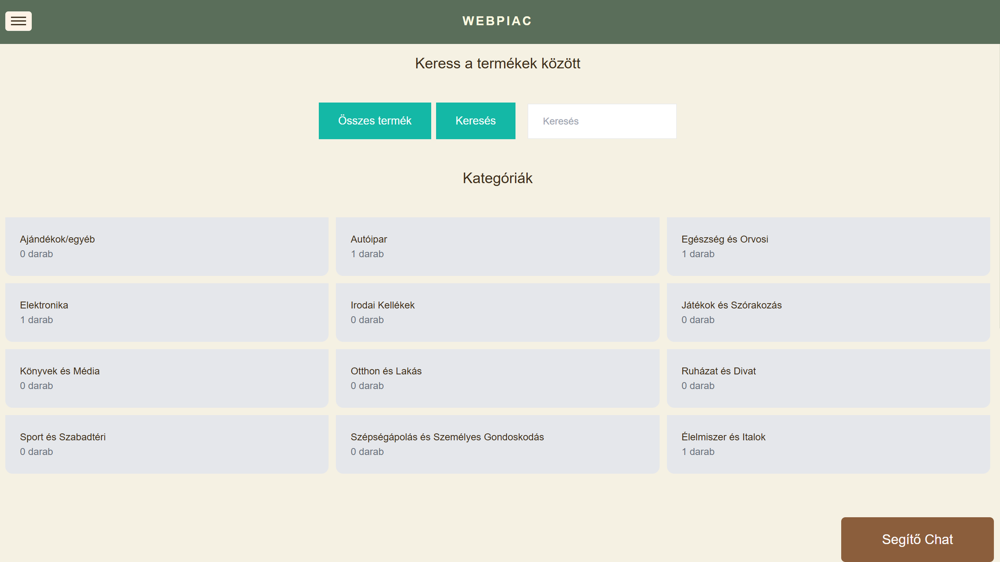 WEBPIAC
Keress a termékek között
Összes termék
Keresés
Keresés
Kategóriák
Ajándékok/egyéb
0 darab
Autóipar
1 darab
Egészség és Orvosi
1 darab
Elektronika
1 darab
Irodai Kellékek
0 darab
Játékok és Szórakozás
0 darab
Könyvek és Média
0 darab
Otthon és Lakás
0 darab
Ruházat és Divat
0 darab
Sport és Szabadtéri
0 darab
Szépségápolás és Személyes Gondoskodás
0 darab
Élelmiszer és Italok
1 darab
Segítő Chat